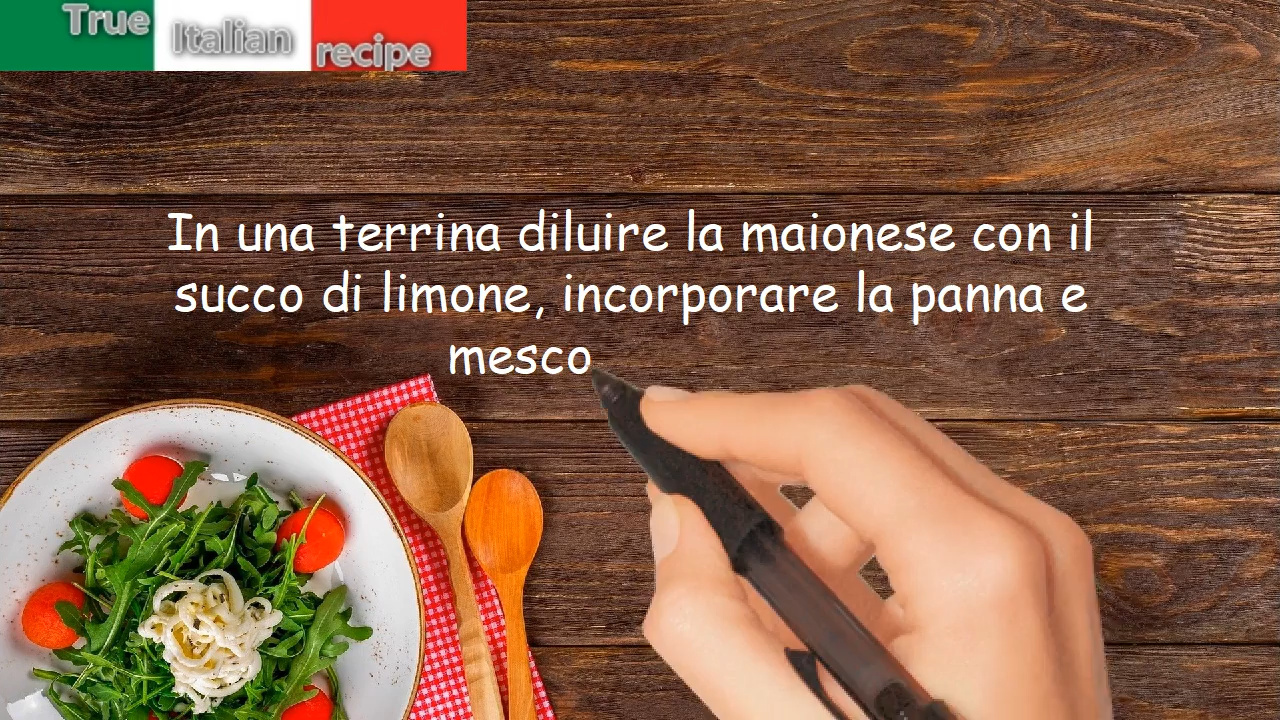 True Italian recipe
In una terrina diluire la maionese con il
succo di limone, incorporare la panna e
mesco